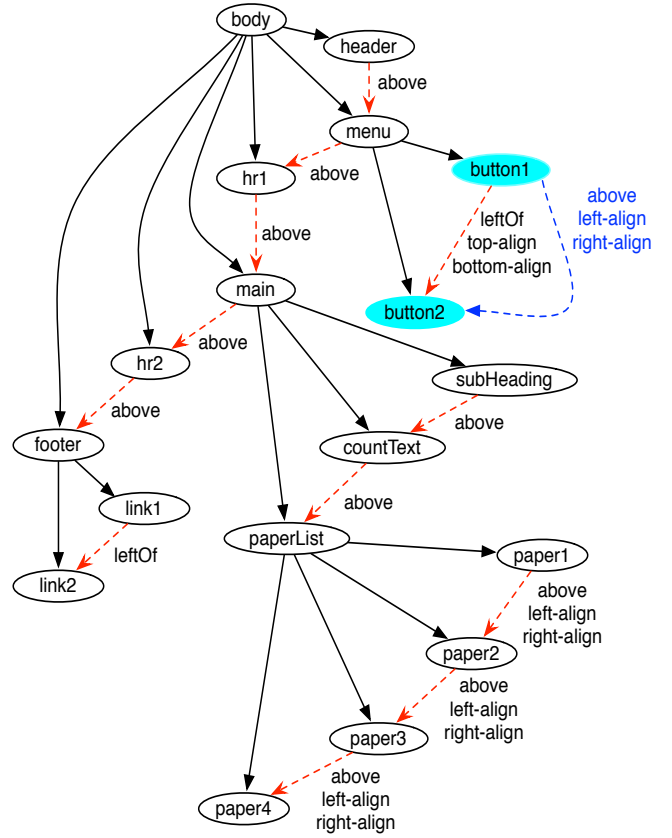 body
header
above
menu
hr1
above
button1
above
left-align
right-align
leftOf
top-align
bottom-align
above
main
button2
above
hr2
subHeading
above
above
footer
countText
above
link1
leftOf
link2
paperList
paper1
above
left-align
right-align
paper2
above
left-align
right-align
paper3
above
left-align
right-align
paper4